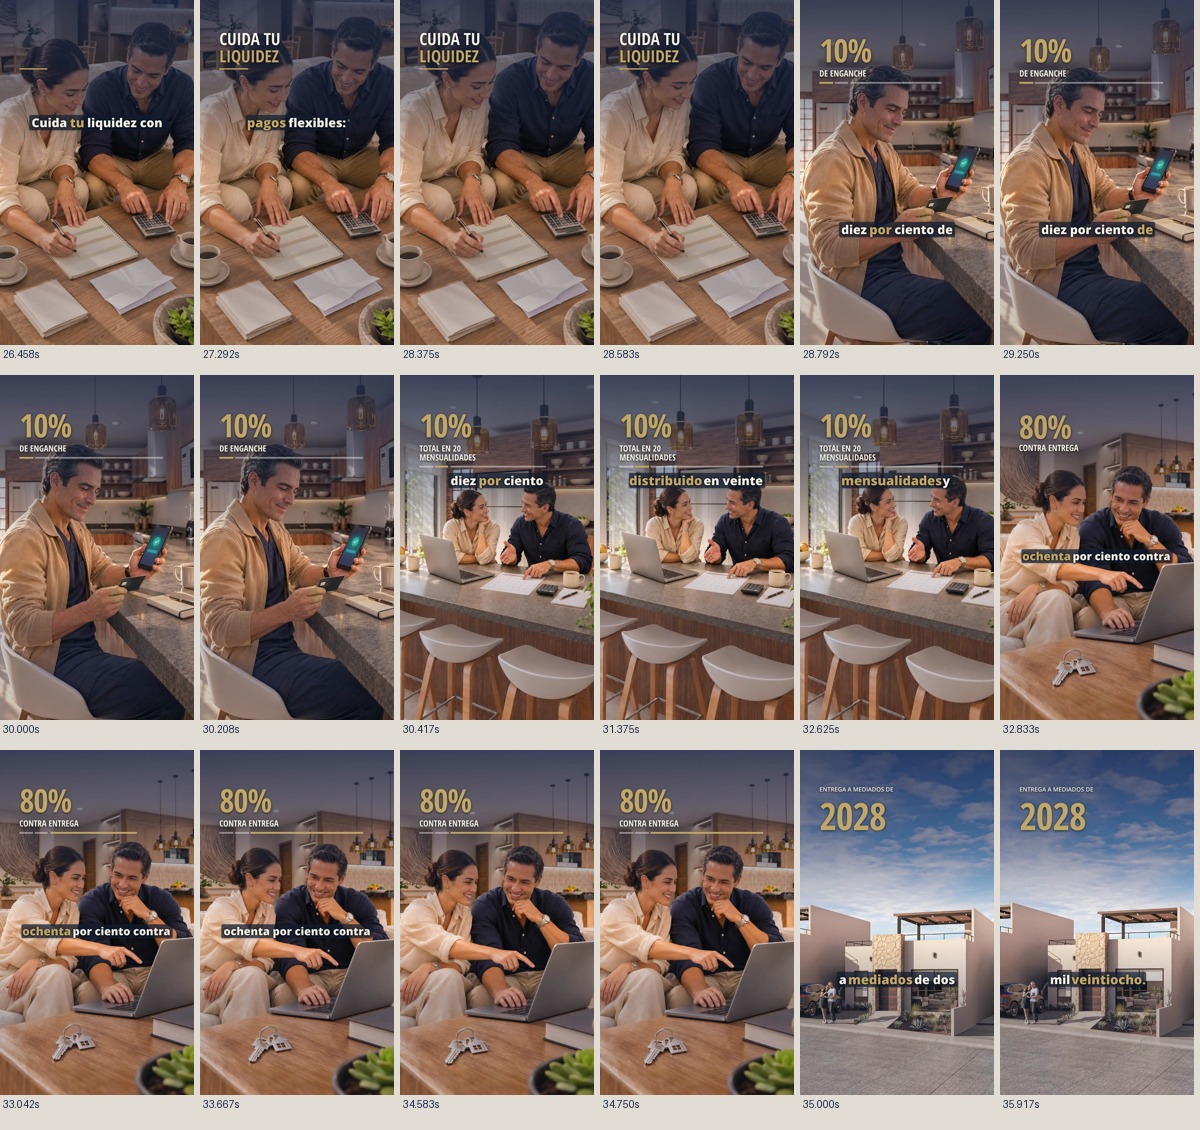 CUIDA TU
LIQUIDEZ
Cuida tu liquidez con
26.458s
pagos flexibles:
27.292s
CUIDA TU
LIQUIDEZ
28.375s
CUIDA TU
LIQUIDEZ
28.583s
10%
DE ENGANCHE
diez por ciento de
28.792s
10%
DE ENGANCHE
diez por ciento de
29.250s
10%
DE ENGANCHE
30.000s
10%
DE ENGANCHE
30.208s
10%
TOTAL EN 20
MENSUALIDADES
diez por ciento
30.417s
10%
TOTAL EN 20
MENSUALIDADES
distribuido en veinte
31.375s
10%
TOTAL EN 20
MENSUALIDADES
mensualidades y
32.625s
80%
CONTRA ENTREGA
ochenta por ciento contra
32.833s
80%
CONTRA ENTREGA
ochenta por ciento contra
33.042s
80%
CONTRA ENTREGA
ochenta por ciento contra
33.667s
80%
CONTRA ENTREGA
34.583s
80%
CONTRA ENTREGA
34.750s
ENTREGA A MEDIADOS DE
2028
a mediados de dos
35.000s
ENTREGA A MEDIADOS DE
2028
mil veintiocho.
35.917s